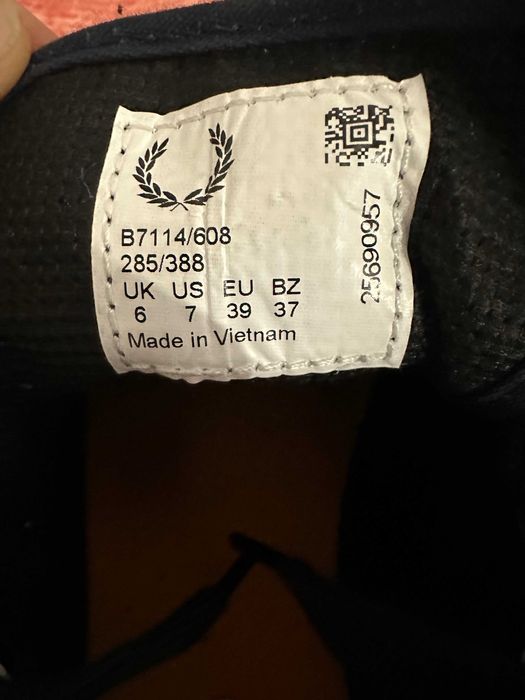 B7114/608
285/388
UK US EU BZ
6 7 39 37
Made in Vietnam
25690957